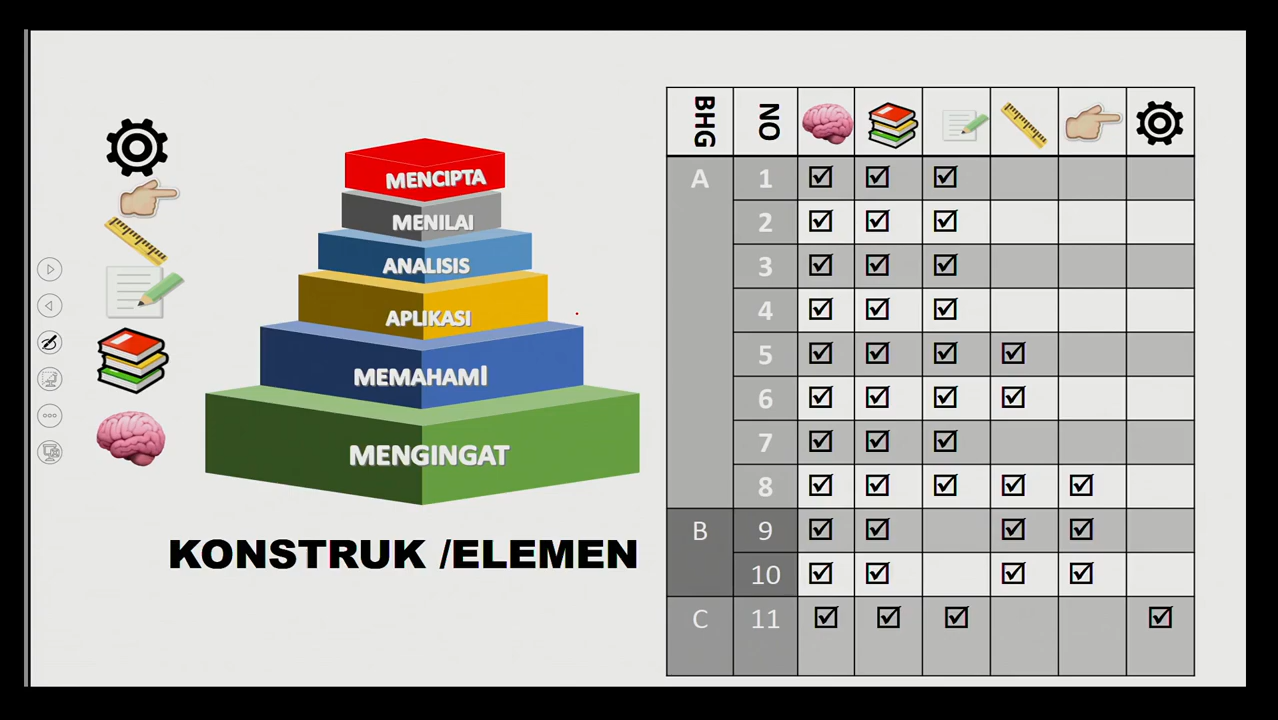 MENCIPTA
MENILAI
ANALISIS
APLIKASI
MEMAHAMI
MENGINGAT
KONSTRUK /ELEMEN
BHG NO
A 1
2
3
4
5
6
7
8
B 9
10
C 11